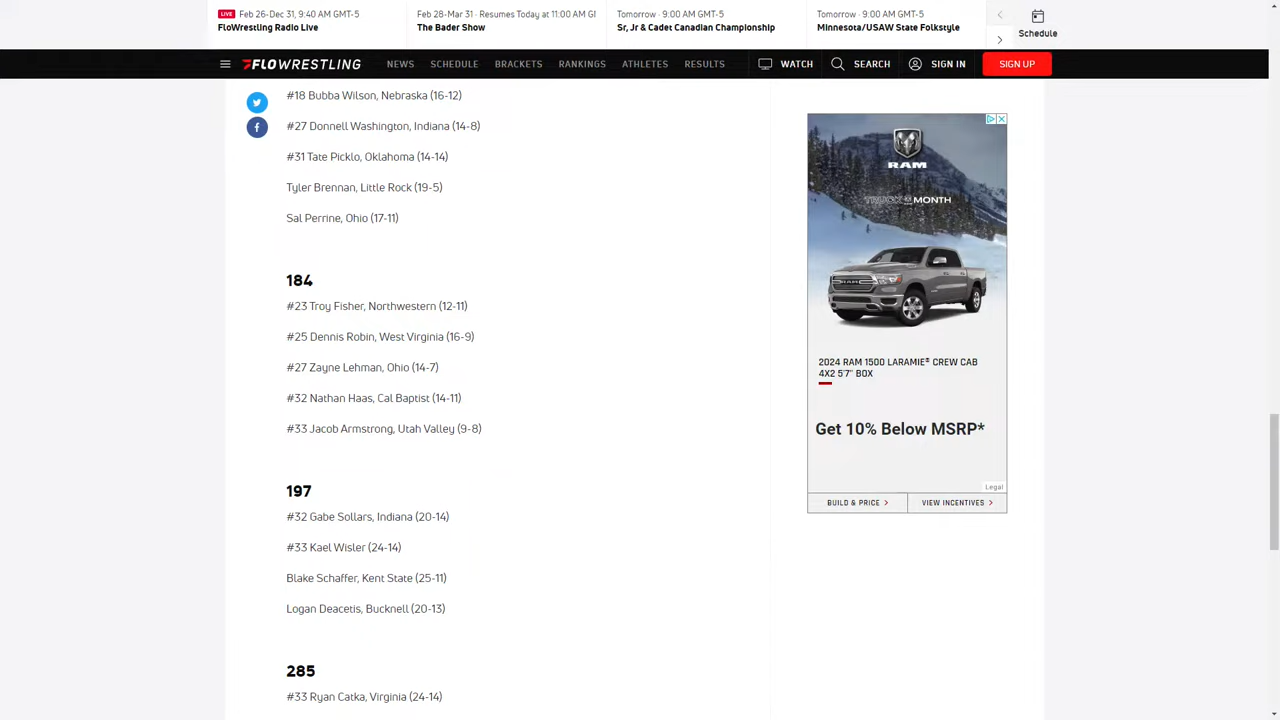 LIVE Feb 26-Dec 31, 9:40 AM GMT-5
FloWrestling Radio Live
Feb 28-Mar 31 · Resumes Today at 11:00 AM GI
The Bader Show
Tomorrow · 9:00 AM GMT-5
Sr, Jr & Cadet Canadian Championship
Tomorrow · 9:00 AM GMT-5
Minnesota/USAW State Folkstyle
Schedule
FLOWRESTLING NEWS SCHEDULE BRACKETS RANKINGS ATHLETES RESULTS WATCH SEARCH SIGN IN SIGN UP
#18 Bubba Wilson, Nebraska (16-12)
#27 Donnell Washington, Indiana (14-8)
#31 Tate Picklo, Oklahoma (14-14)
Tyler Brennan, Little Rock (19-5)
Sal Perrine, Ohio (17-11)
184
#23 Troy Fisher, Northwestern (12-11)
#25 Dennis Robin, West Virginia (16-9)
#27 Zayne Lehman, Ohio (14-7)
#32 Nathan Haas, Cal Baptist (14-11)
#33 Jacob Armstrong, Utah Valley (9-8)
197
#32 Gabe Sollars, Indiana (20-14)
#33 Kael Wisler (24-14)
Blake Schaffer, Kent State (25-11)
Logan Deacetis, Bucknell (20-13)
285
#33 Ryan Catka, Virginia (24-14)
RAM
TRUCK OF MONTH
2024 RAM 1500 LARAMIE® CREW CAB
4X2 5'7" BOX
Get 10% Below MSRP*
Legal
BUILD & PRICE > VIEW INCENTIVES >